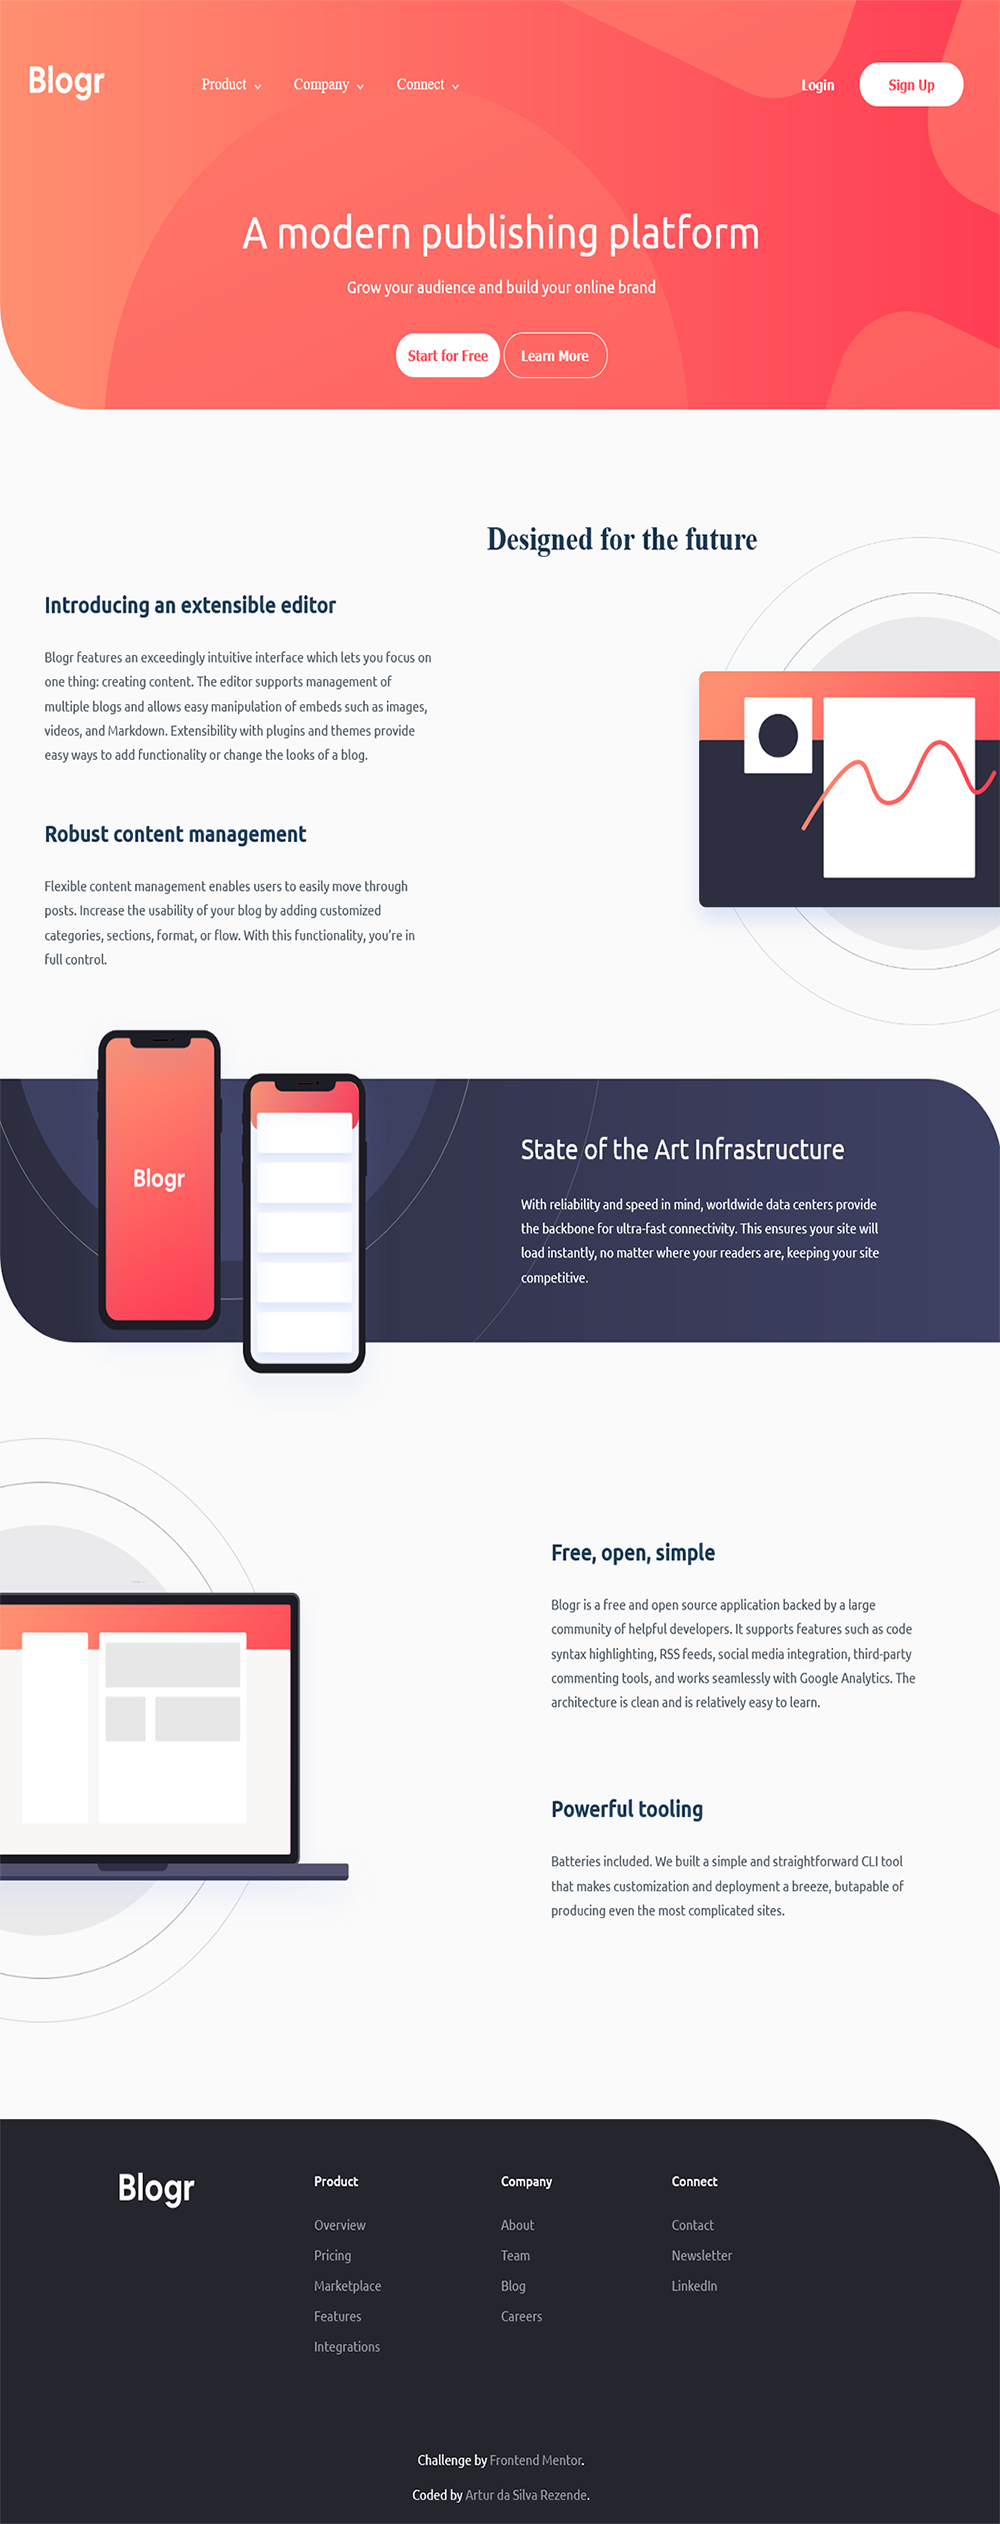 Blogr
Product
Company
Connect
Login
Sign Up
A modern publishing platform
Grow your audience and build your online brand
Start for Free
Learn More
Designed for the future
Introducing an extensible editor
Blogr features an exceedingly intuitive interface which lets you focus on
one thing: creating content. The editor supports management of
multiple blogs and allows easy manipulation of embeds such as images,
videos, and Markdown. Extensibility with plugins and themes provide
easy ways to add functionality or change the looks of a blog.
Robust content management
Flexible content management enables users to easily move through
posts. Increase the usability of your blog by adding customized
categories, sections, format, or flow. With this functionality, you’re in
full control.
Blogr
State of the Art Infrastructure
With reliability and speed in mind, worldwide data centers provide
the backbone for ultra-fast connectivity. This ensures your site will
load instantly, no matter where your readers are, keeping your site
competitive.
Free, open, simple
Blogr is a free and open source application backed by a large
community of helpful developers. It supports features such as code
syntax highlighting, RSS feeds, social media integration, third-party
commenting tools, and works seamlessly with Google Analytics. The
architecture is clean and is relatively easy to learn.
Powerful tooling
Batteries included. We built a simple and straightforward CLI tool
that makes customization and deployment a breeze, butapable of
producing even the most complicated sites.
Blogr
Product
Overview
Pricing
Marketplace
Features
Integrations
Company
About
Team
Blog
Careers
Connect
Contact
Newsletter
LinkedIn
Challenge by Frontend Mentor.
Coded by Artur da Silva Rezende.